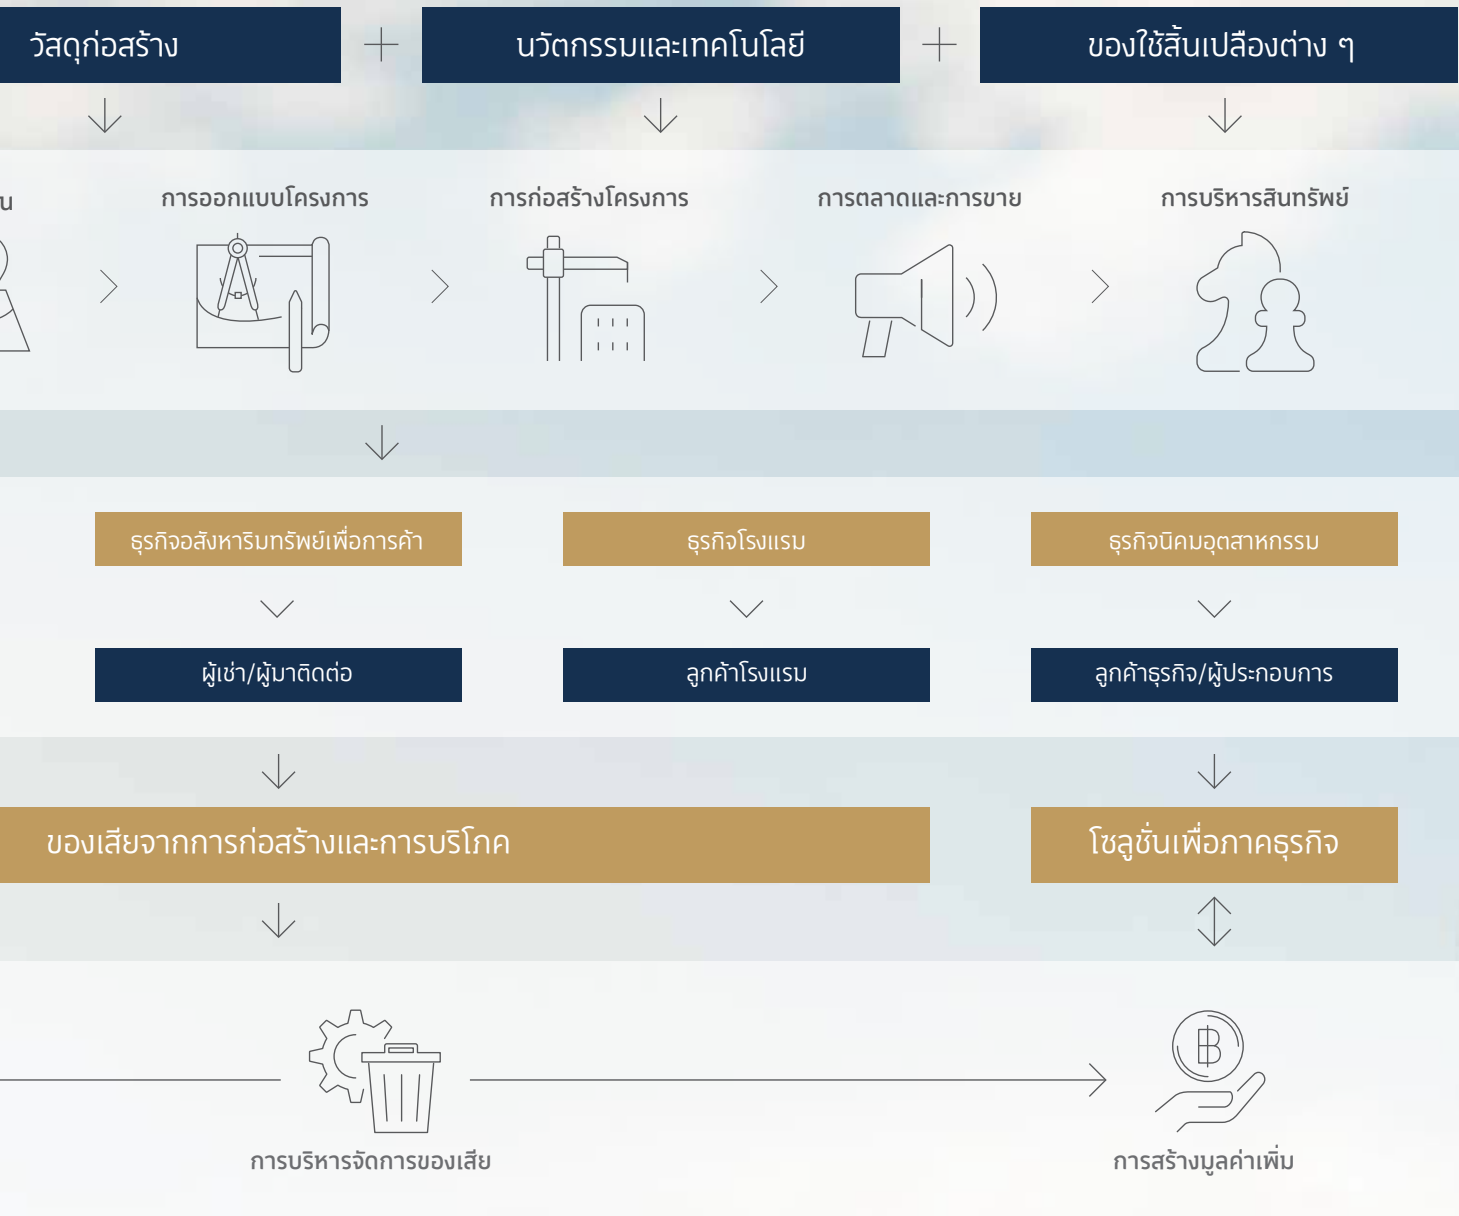 วัสดุก่อสร้าง
นวัตกรรมและเทคโนโลยี
ของใช้สิ้นเปลืองต่าง ๆ
น
การออกแบบโครงการ
การก่อสร้างโครงการ
การตลาดและการขาย
การบริหารสินทรัพย์
ธุรกิจอสังหาริมทรัพย์เพื่อการค้า
ธุรกิจโรงแรม
ธุรกิจนิคมอุตสาหกรรม
ผู้เช่า/ผู้มาติดต่อ
ลูกค้าโรงแรม
ลูกค้าธุรกิจ/ผู้ประกอบการ
ของเสียจากการก่อสร้างและการบริโภค
โซลูชั่นเพื่อภาคธุรกิจ
การบริหารจัดการของเสีย
การสร้างมูลค่าเพิ่ม